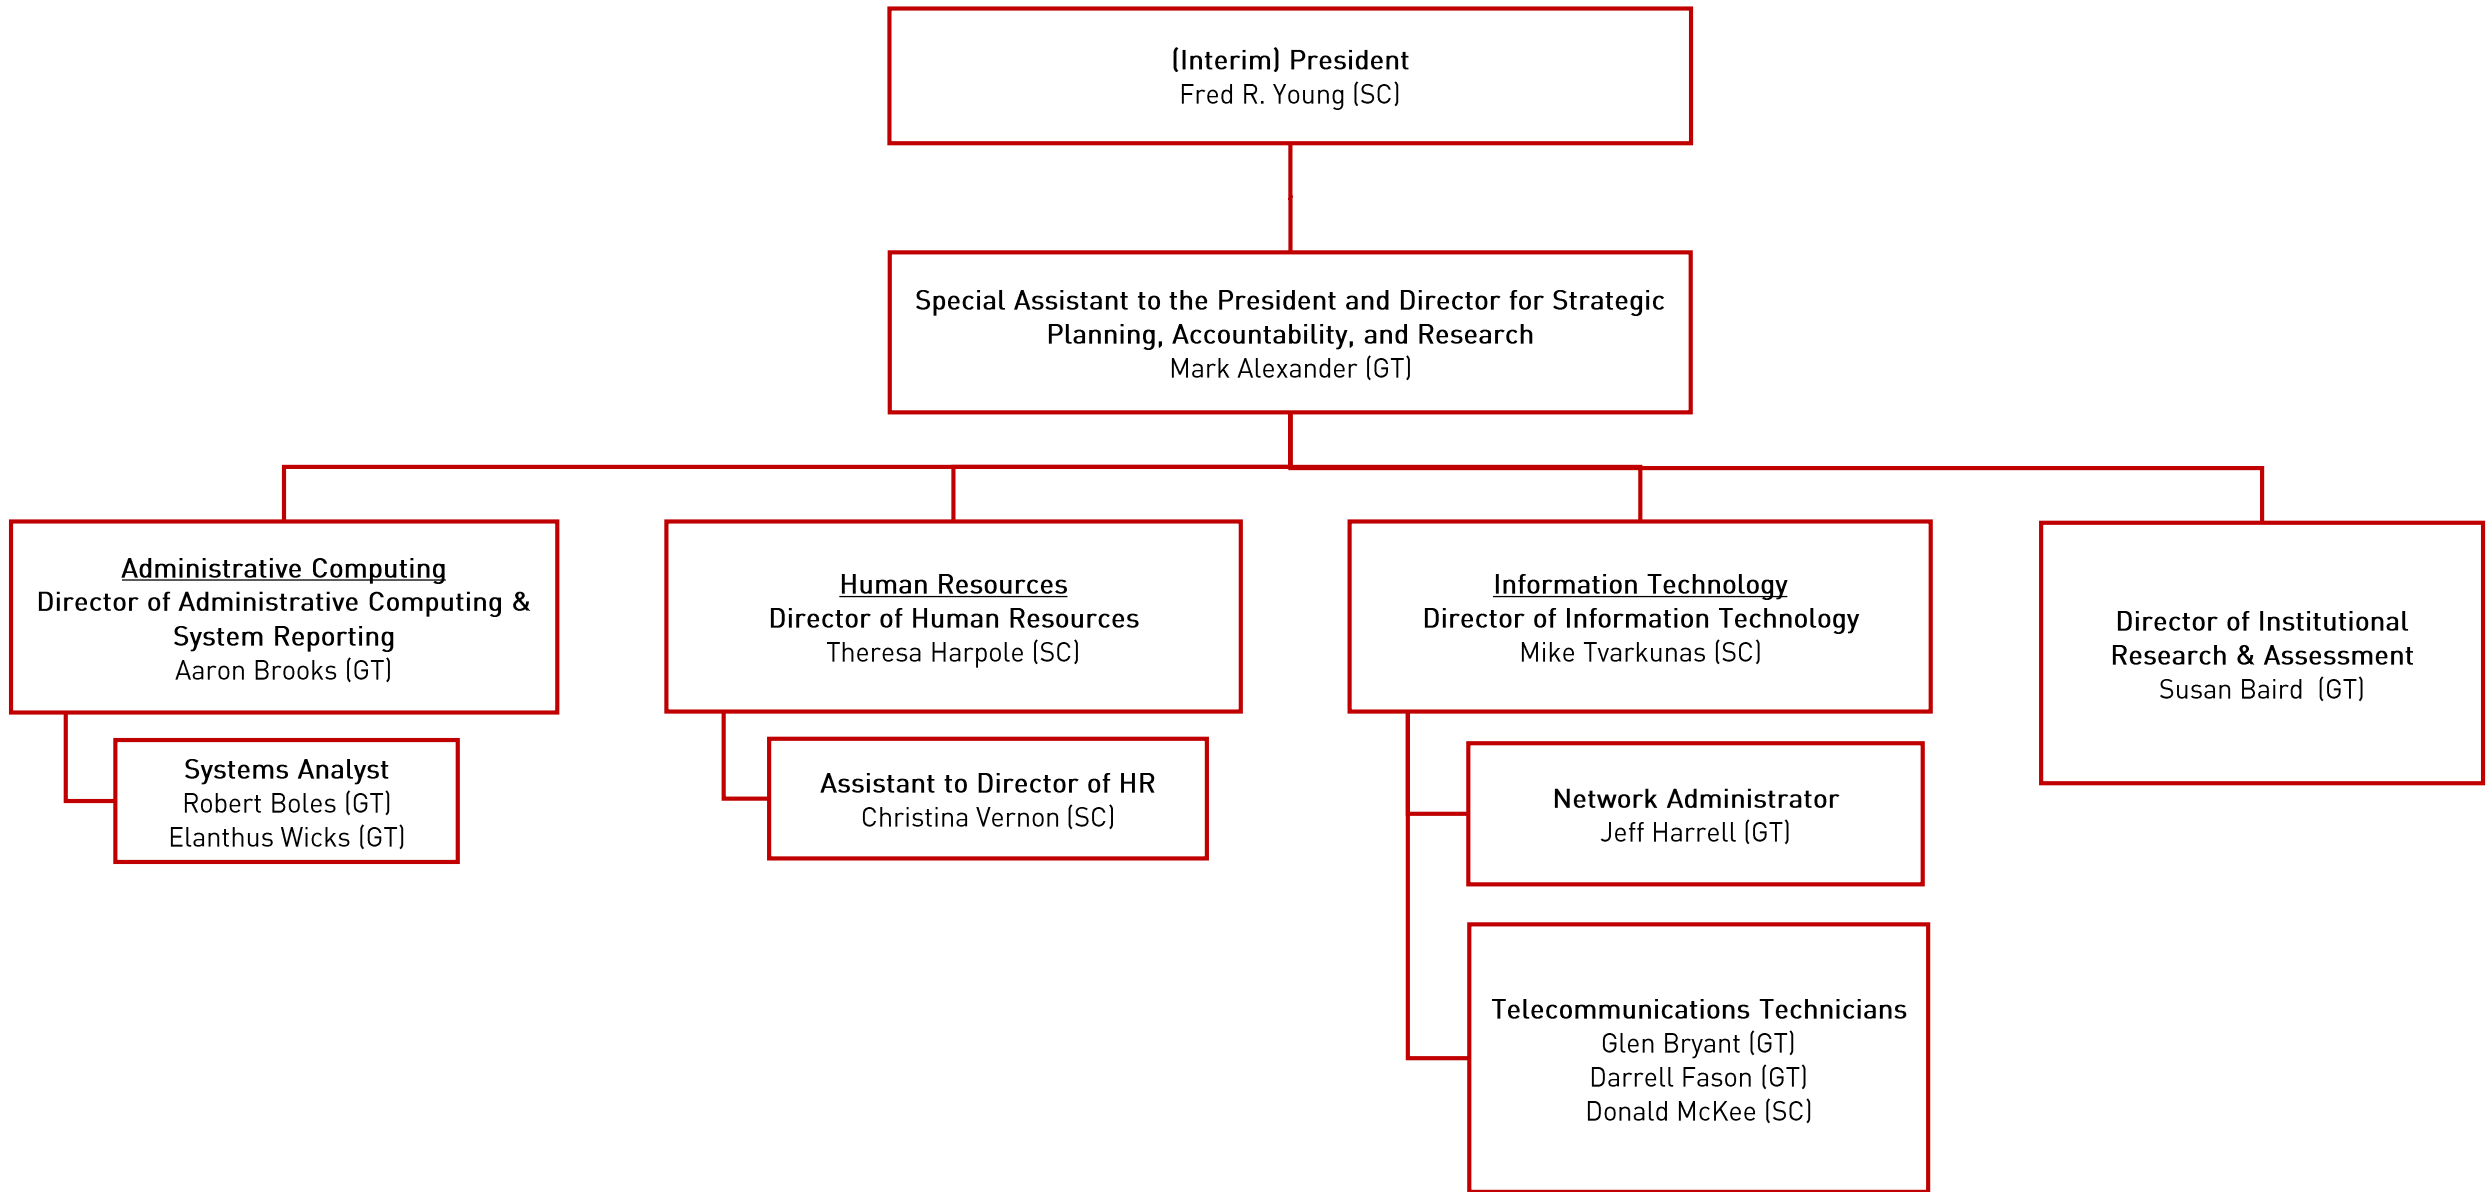 (Interim) President
Fred R. Young (SC)
Special Assistant to the President and Director for Strategic
Planning, Accountability, and Research
Mark Alexander (GT)
Administrative Computing
Director of Administrative Computing &
System Reporting
Aaron Brooks (GT)
Systems Analyst
Robert Boles (GT)
Elanthus Wicks (GT)
Human Resources
Director of Human Resources
Theresa Harpole (SC)
Assistant to Director of HR
Christina Vernon (SC)
Information Technology
Director of Information Technology
Mike Tvarkunas (SC)
Network Administrator
Jeff Harrell (GT)
Telecommunications Technicians
Glen Bryant (GT)
Darrell Fason (GT)
Donald McKee (SC)
Director of Institutional
Research & Assessment
Susan Baird (GT)